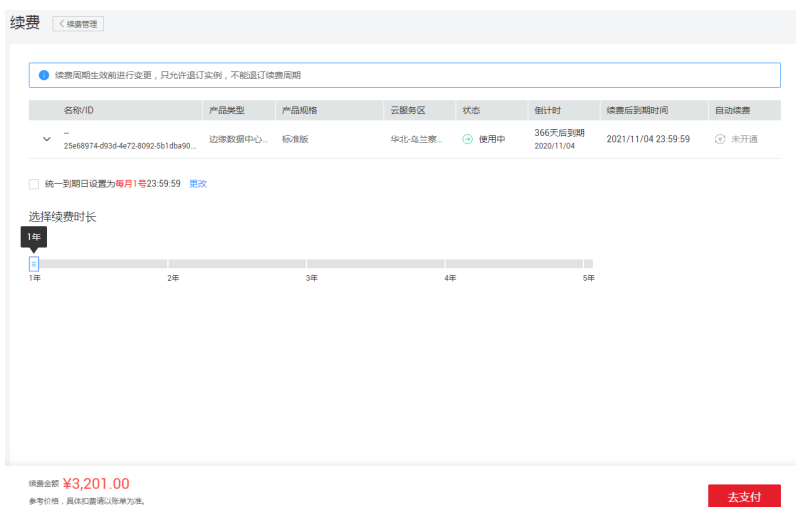 续费 < 续费管理
续费周期生效前进行变更，只允许退订实例，不能退订续费周期
名称/ID 产品类型 产品规格 云服务区 状态 倒计时 续费后到期时间 自动续费
--
25e68974-d93d-4e72-8092-5b1dba90... 边缘数据中心... 标准版 华北-乌兰察... 使用中 366天后到期 2021/11/04 23:59:59 未开通
2020/11/04
统一到期日设置为每月1号23:59:59 更改
选择续费时长
1年
1年 2年 3年 4年 5年
续费金额 ¥3,201.00
参考价格，具体扣费请以账单为准。
去支付